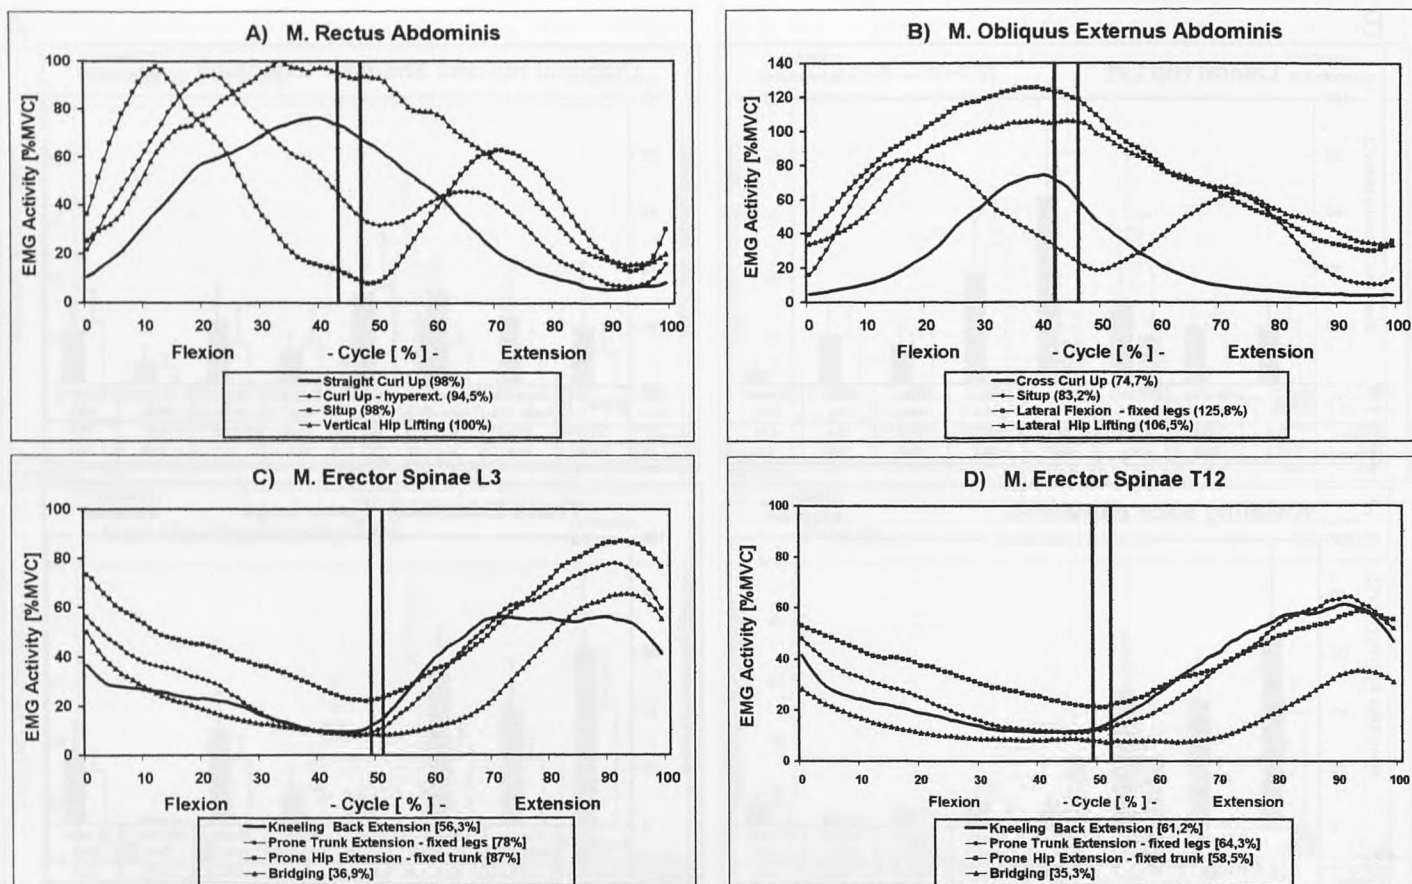 A) M. Rectus Abdominis
EMG Activity [%MVC]
100
80
60
40
20
0
0 10 20 30 40 50 60 70 80 90 100
Flexion - Cycle [ % ] - Extension
Straight Curl Up (98%)
Curl Up - hyperext. (94,5%)
Situp (98%)
Vertical Hip Lifting (100%)
B) M. Obliquus Externus Abdominis
EMG Activity [%MVC]
140
120
100
80
60
40
20
0
0 10 20 30 40 50 60 70 80 90 100
Flexion - Cycle [ % ] - Extension
Cross Curl Up (74,7%)
Situp (83,2%)
Lateral Flexion - fixed legs (125,8%)
Lateral Hip Lifting (106,5%)
C) M. Erector Spinae L3
EMG Activity [%MVC]
100
80
60
40
20
0
0 10 20 30 40 50 60 70 80 90 100
Flexion - Cycle [ % ] - Extension
Kneeling Back Extension [56,3%]
Prone Trunk Extension - fixed legs [78%]
Prone Hip Extension - fixed trunk [87%]
Bridging [36,9%]
D) M. Erector Spinae T12
EMG Activity [%MVC]
100
80
60
40
20
0
0 10 20 30 40 50 60 70 80 90 100
Flexion - Cycle [ % ] - Extension
Kneeling Back Extension [61,2%]
Prone Trunk Extension - fixed legs [64,3%]
Prone Hip Extension - fixed trunk [58,5%]
Bridging [35,3%]